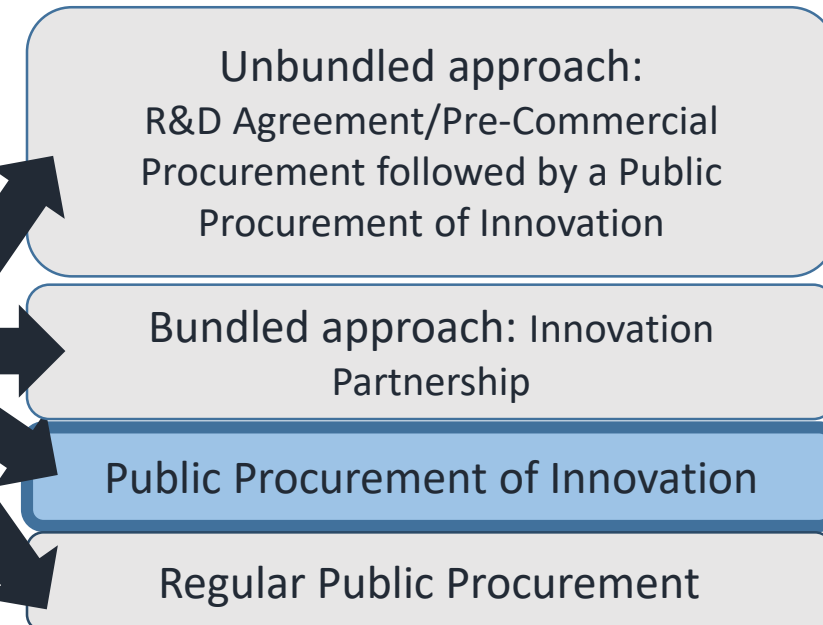 Unbundled approach:
R&D Agreement/Pre-Commercial
Procurement followed by a Public
Procurement of Innovation
Bundled approach: Innovation
Partnership
Public Procurement of Innovation
Regular Public Procurement